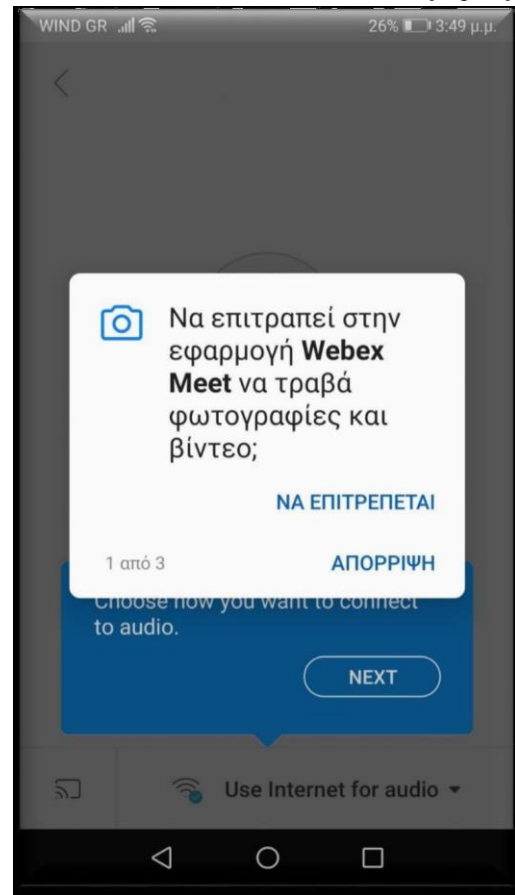 WIND GR 26% 3:49 μ.μ.
Να επιτραπεί στην
εφαρμογή Webex
Meet να τραβά
φωτογραφίες και
βίντεο;
ΝΑ ΕΠΙΤΡΕΠΕΤΑΙ
1 από 3 ΑΠΟΡΡΙΨΗ
Choose how you want to connect
to audio.
NEXT
Use Internet for audio